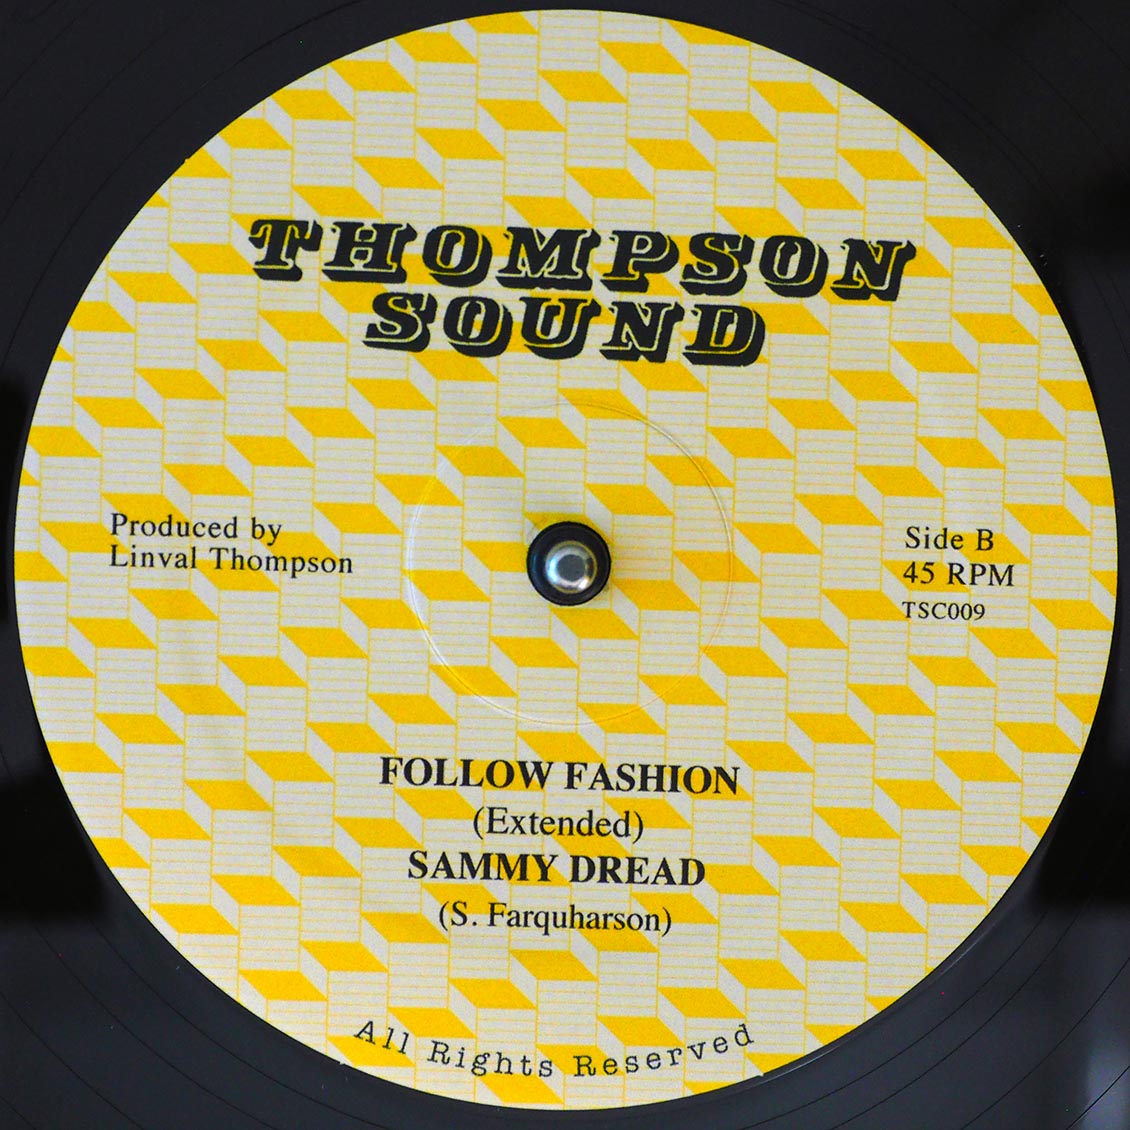 THOMPSON
SOUND
Produced by
Linval Thompson
Side B
45 RPM
TSC009
FOLLOW FASHION
(Extended)
SAMMY DREAD
(S. Farquharson)
All Rights Reserved